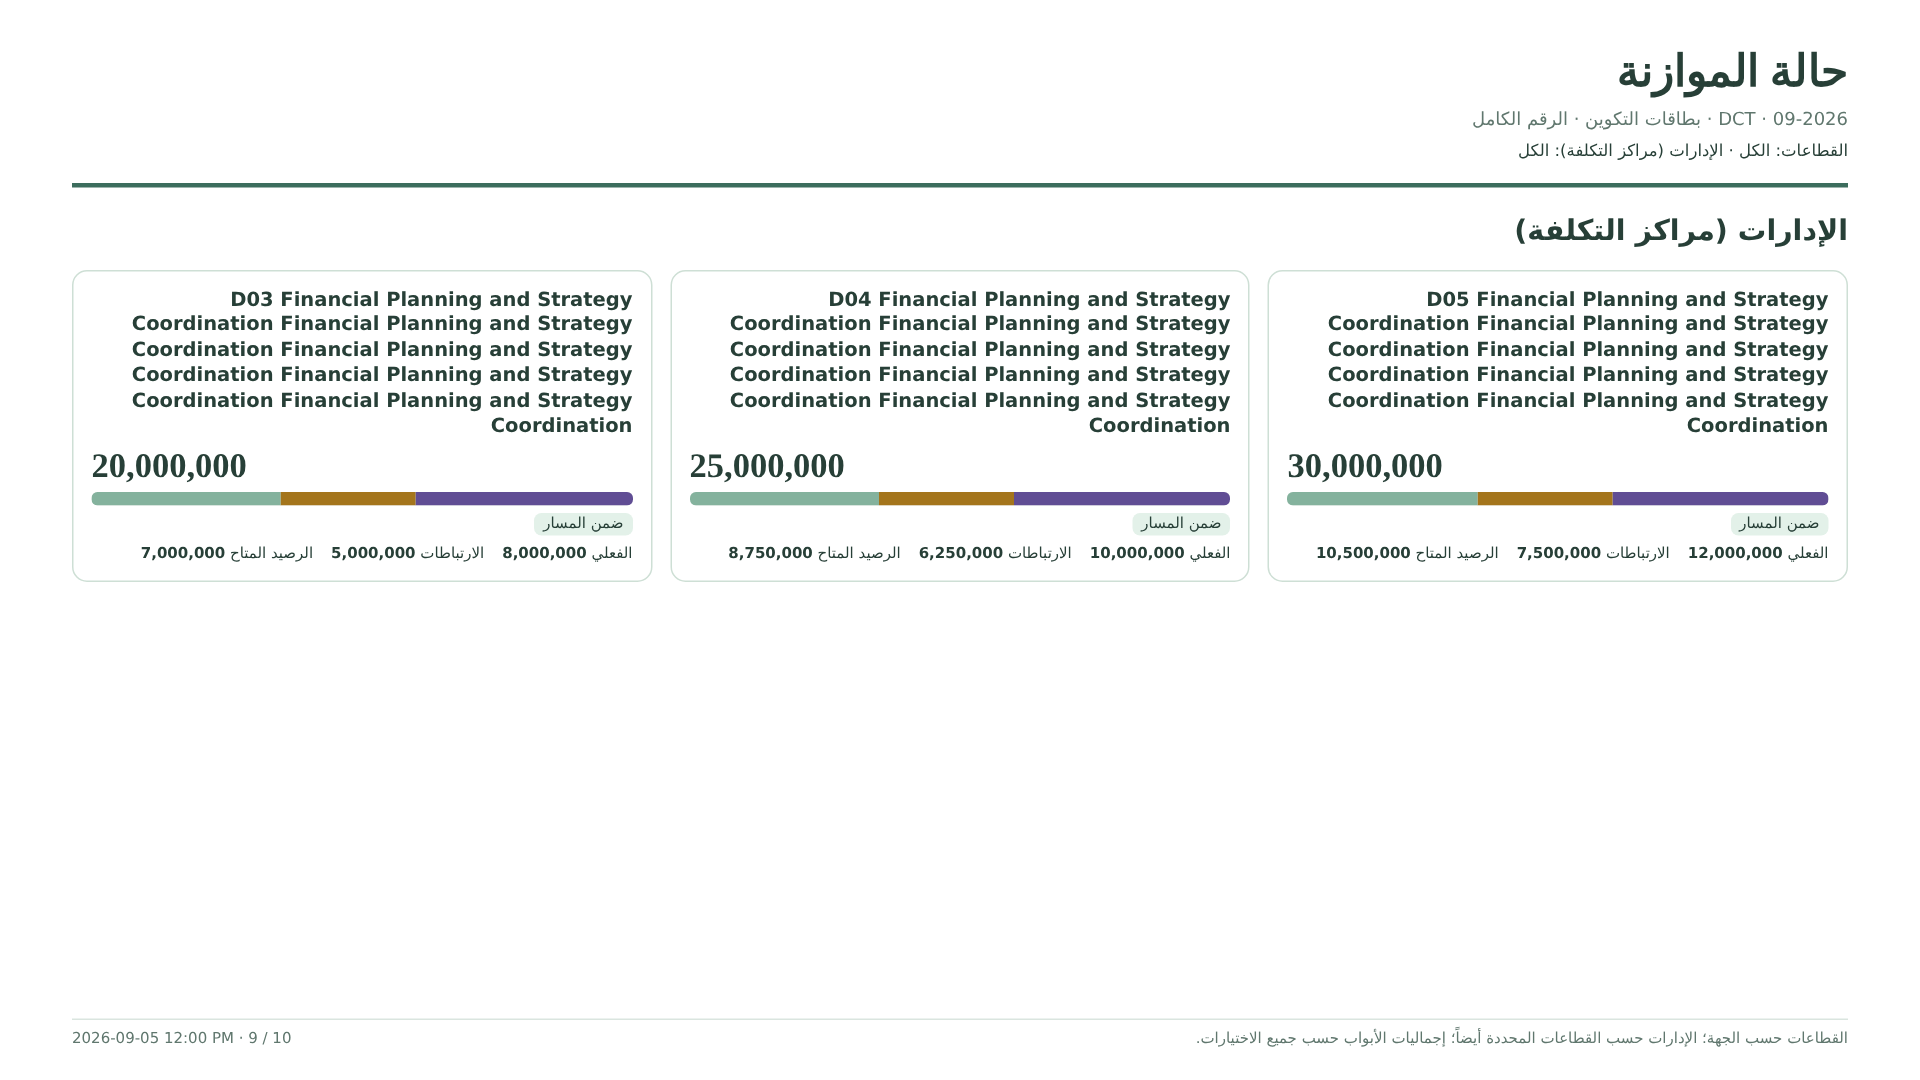 حالة الموازنة
DCT · 09-2026 · بطاقات التكوين · الرقم الكامل
القطاعات: الكل · الإدارات (مراكز التكلفة): الكل
الإدارات (مراكز التكلفة)
D05 Financial Planning and Strategy
Coordination Financial Planning and Strategy
Coordination Financial Planning and Strategy
Coordination Financial Planning and Strategy
Coordination Financial Planning and Strategy
Coordination
30,000,000
ضمن المسار
الفعلي 12,000,000 الارتباطات 7,500,000 الرصيد المتاح 10,500,000
D04 Financial Planning and Strategy
Coordination Financial Planning and Strategy
Coordination Financial Planning and Strategy
Coordination Financial Planning and Strategy
Coordination Financial Planning and Strategy
Coordination
25,000,000
ضمن المسار
الفعلي 10,000,000 الارتباطات 6,250,000 الرصيد المتاح 8,750,000
D03 Financial Planning and Strategy
Coordination Financial Planning and Strategy
Coordination Financial Planning and Strategy
Coordination Financial Planning and Strategy
Coordination Financial Planning and Strategy
Coordination
20,000,000
ضمن المسار
الفعلي 8,000,000 الارتباطات 5,000,000 الرصيد المتاح 7,000,000
القطاعات حسب الجهة؛ الإدارات حسب القطاعات المحددة أيضاً؛ إجماليات الأبواب حسب جميع الاختيارات.
2026-09-05 12:00 PM · 9 / 10